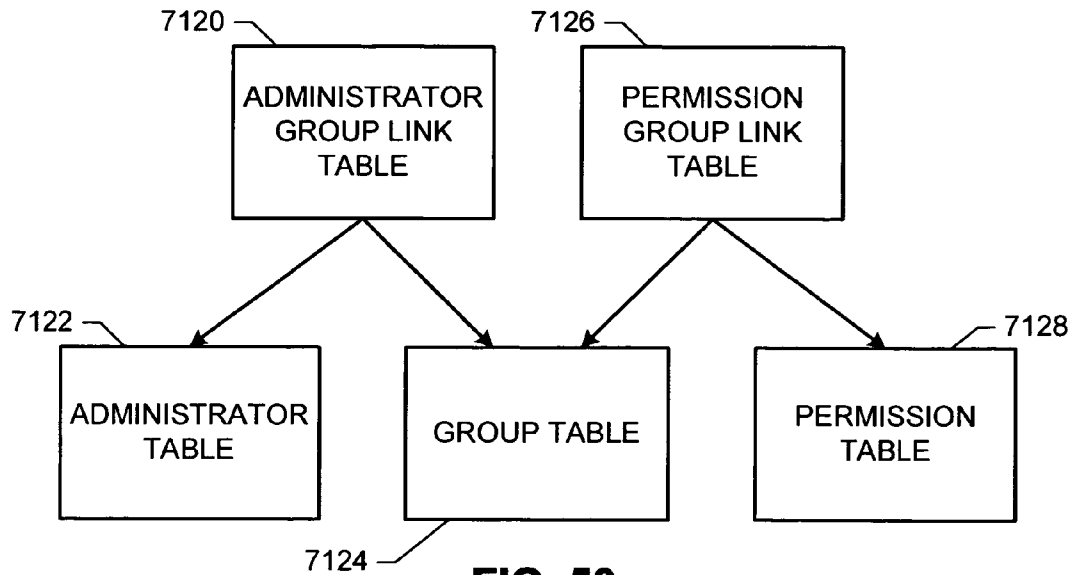 7120
7126
ADMINISTRATOR
GROUP LINK
TABLE
PERMISSION
GROUP LINK
TABLE
7122
7128
ADMINISTRATOR
TABLE
GROUP TABLE
PERMISSION
TABLE
7124